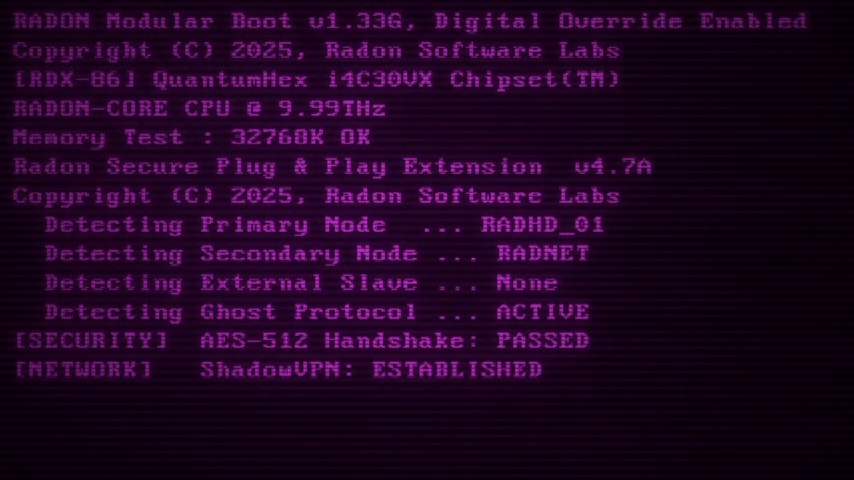 RADON Modular Boot v1.33G, Digital Override Enabled
Copyright (C) 2025, Radon Software Labs
[RDX-86] QuantumHex i4C30VX Chipset(TM)
RADON-CORE CPU @ 9.99THz
Memory Test : 32768K OK
Radon Secure Plug & Play Extension  v4.7A
Copyright (C) 2025, Radon Software Labs
  Detecting Primary Node  ... RADHD_01
  Detecting Secondary Node ... RADNET
  Detecting External Slave ... None
  Detecting Ghost Protocol ... ACTIVE
[SECURITY]  AES-512 Handshake: PASSED
[NETWORK]   ShadowVPN: ESTABLISHED